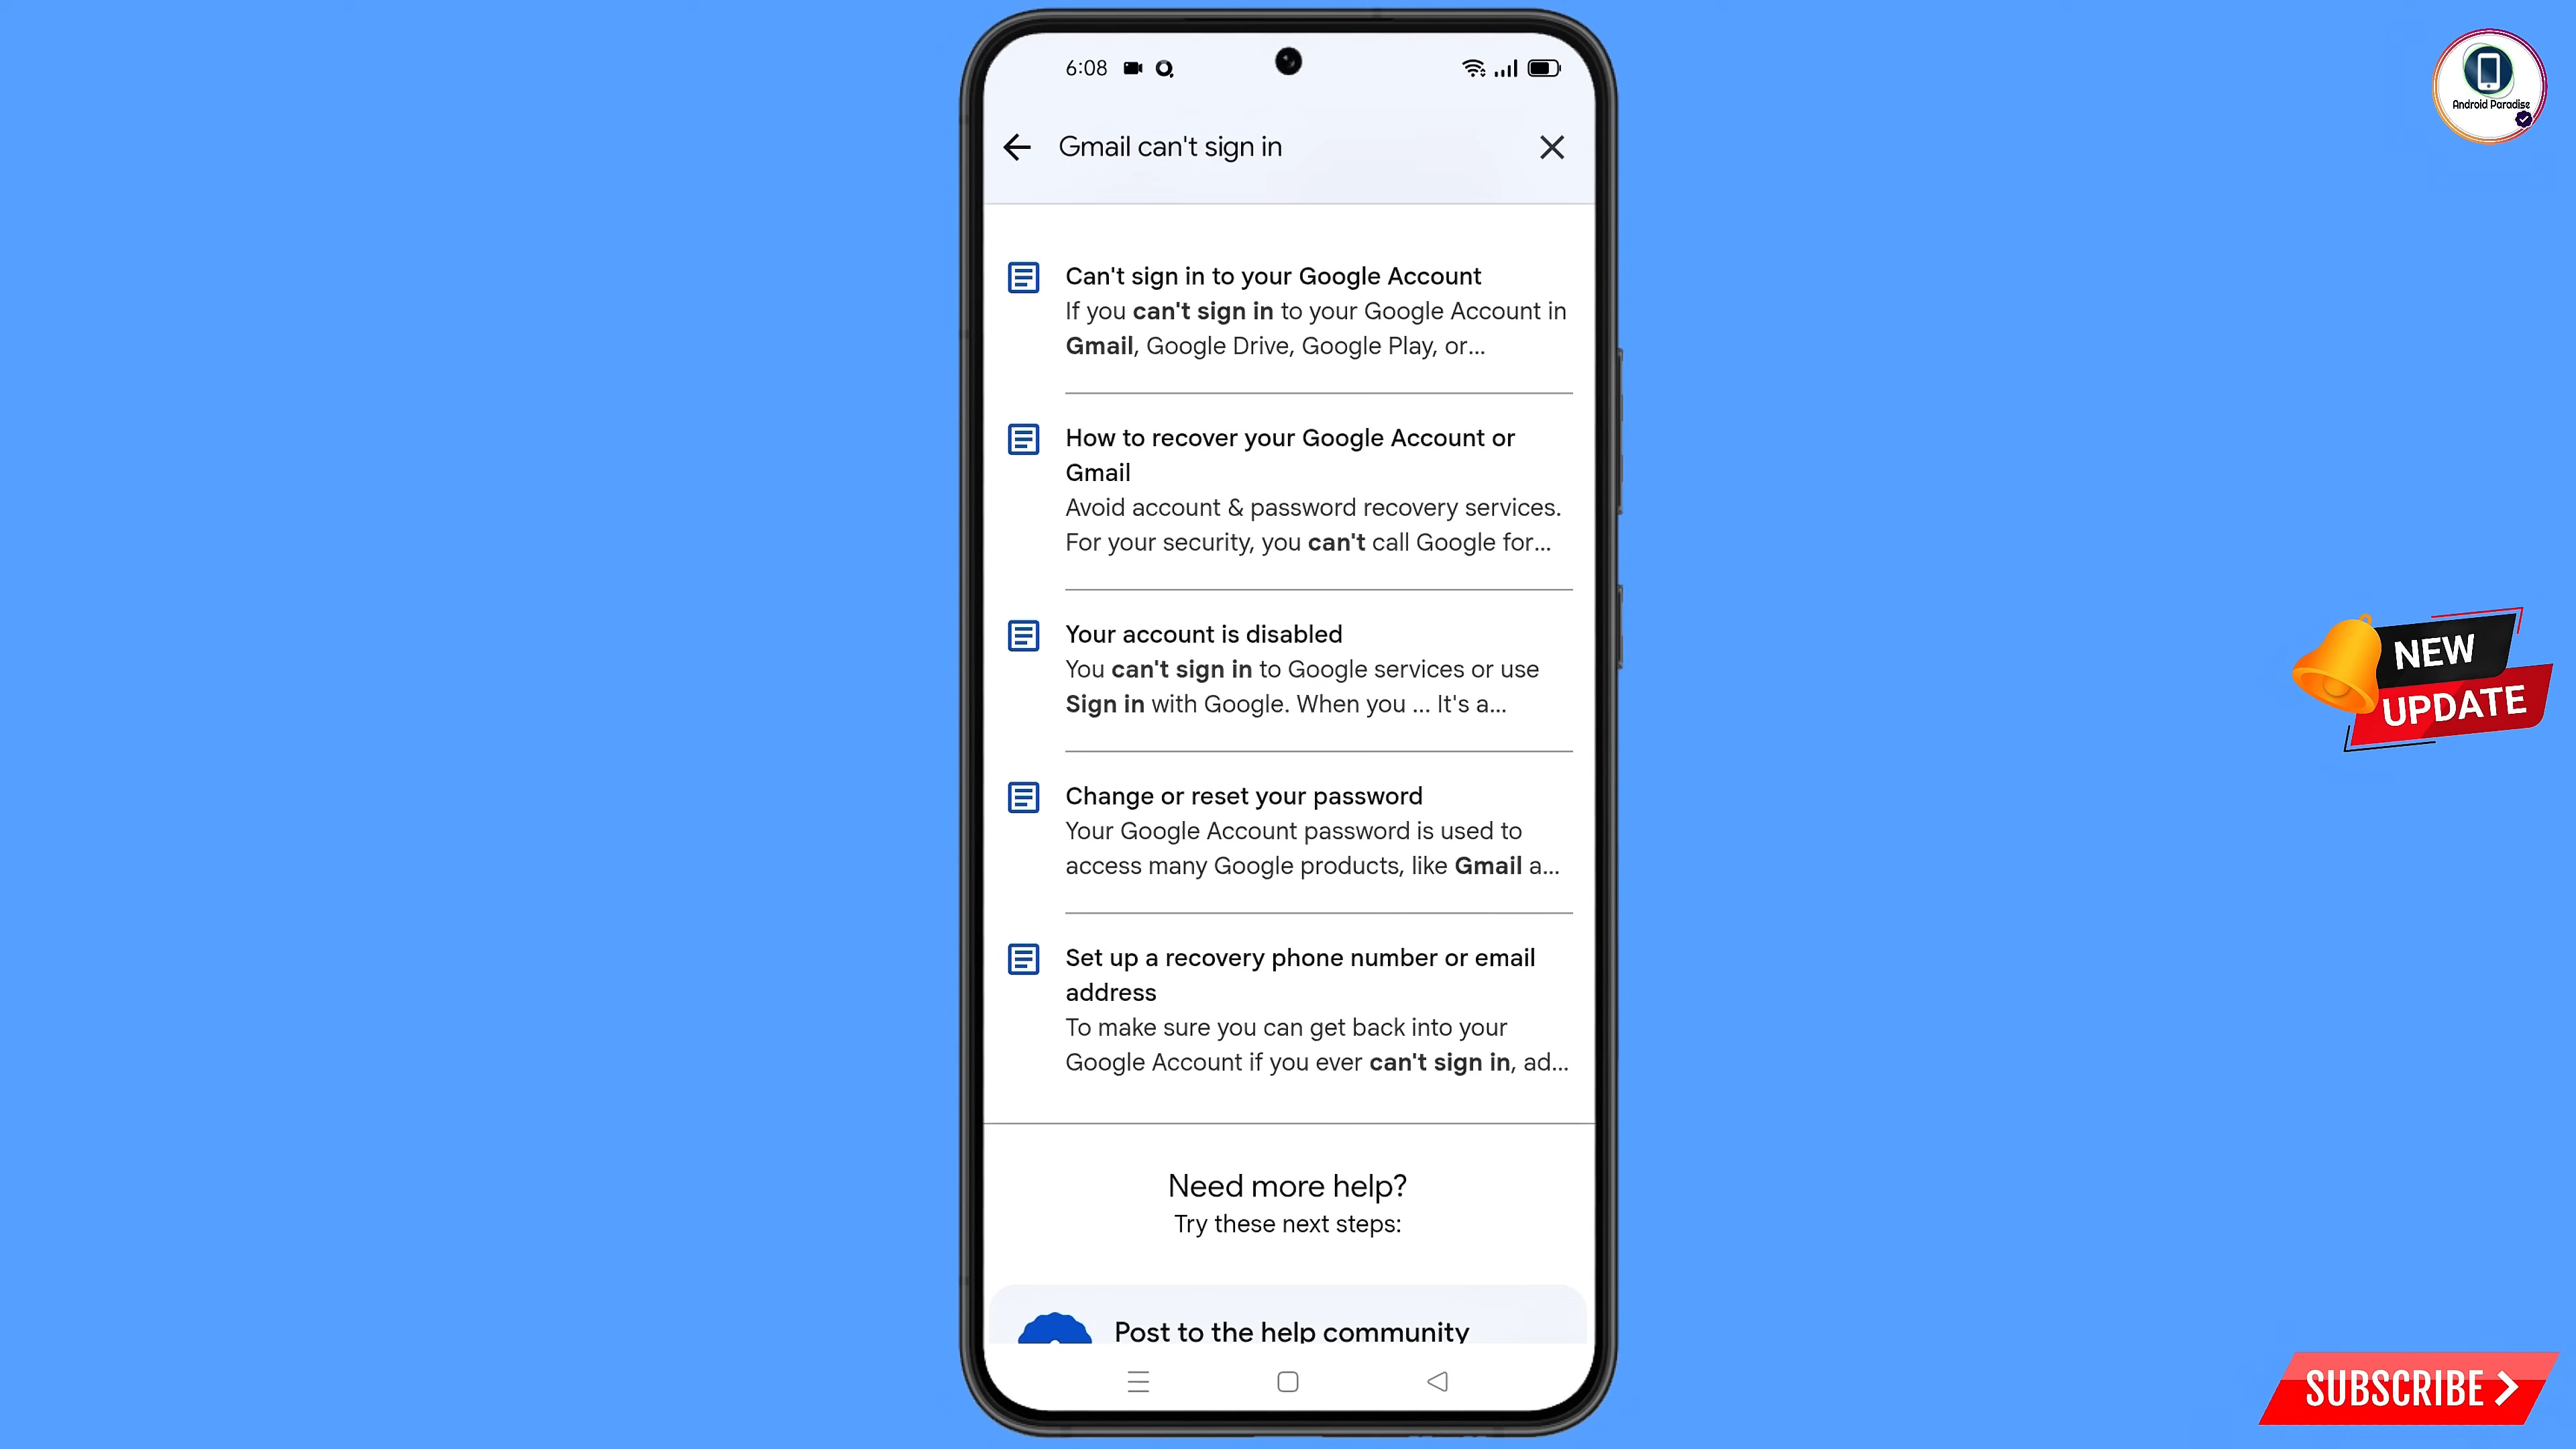 6:08
Android Paradise
Gmail can't sign in
Can't sign in to your Google Account
If you can't sign in to your Google Account in
Gmail, Google Drive, Google Play, or...
How to recover your Google Account or
Gmail
Avoid account & password recovery services.
For your security, you can't call Google for...
Your account is disabled
You can't sign in to Google services or use
Sign in with Google. When you ... It's a...
Change or reset your password
Your Google Account password is used to
access many Google products, like Gmail a...
Set up a recovery phone number or email
address
To make sure you can get back into your
Google Account if you ever can't sign in, ad...
Need more help?
Try these next steps:
Post to the help community
NEW
UPDATE
SUBSCRIBE